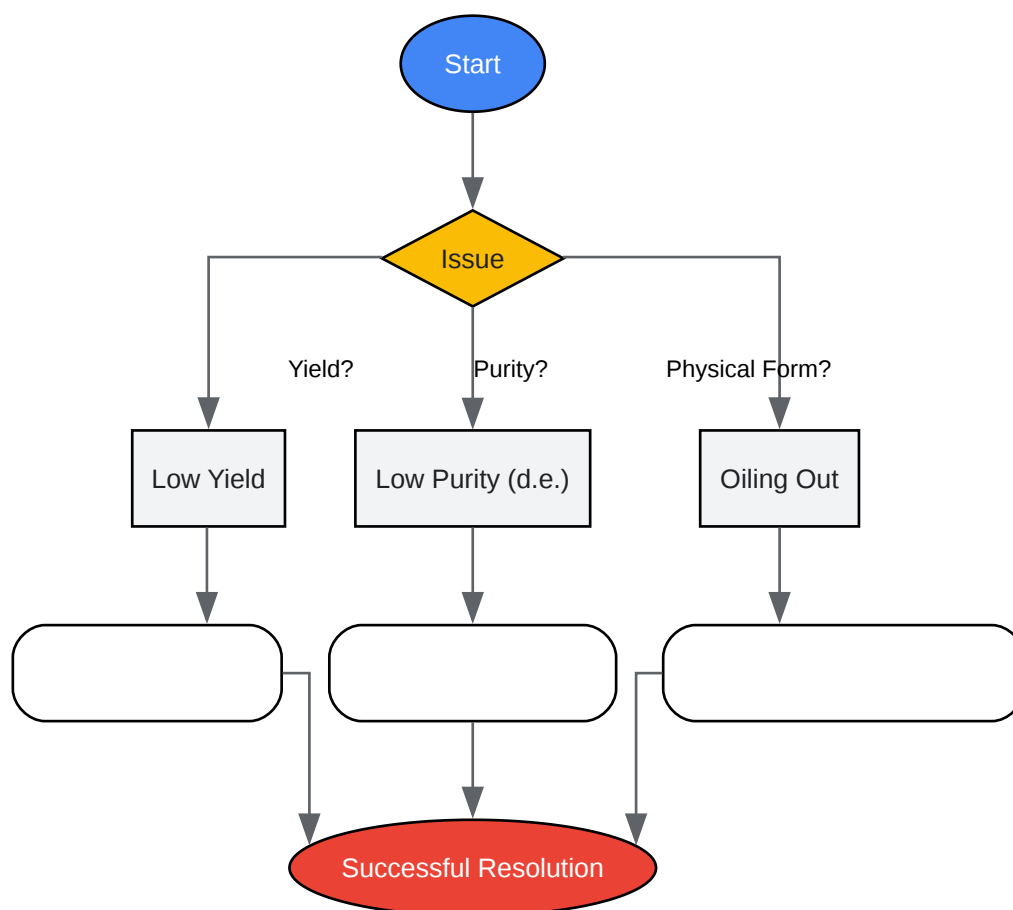 Start
Issue
Yield?
Purity?
Physical Form?
Low Yield
Low Purity (d.e.)
Oiling Out
Successful Resolution